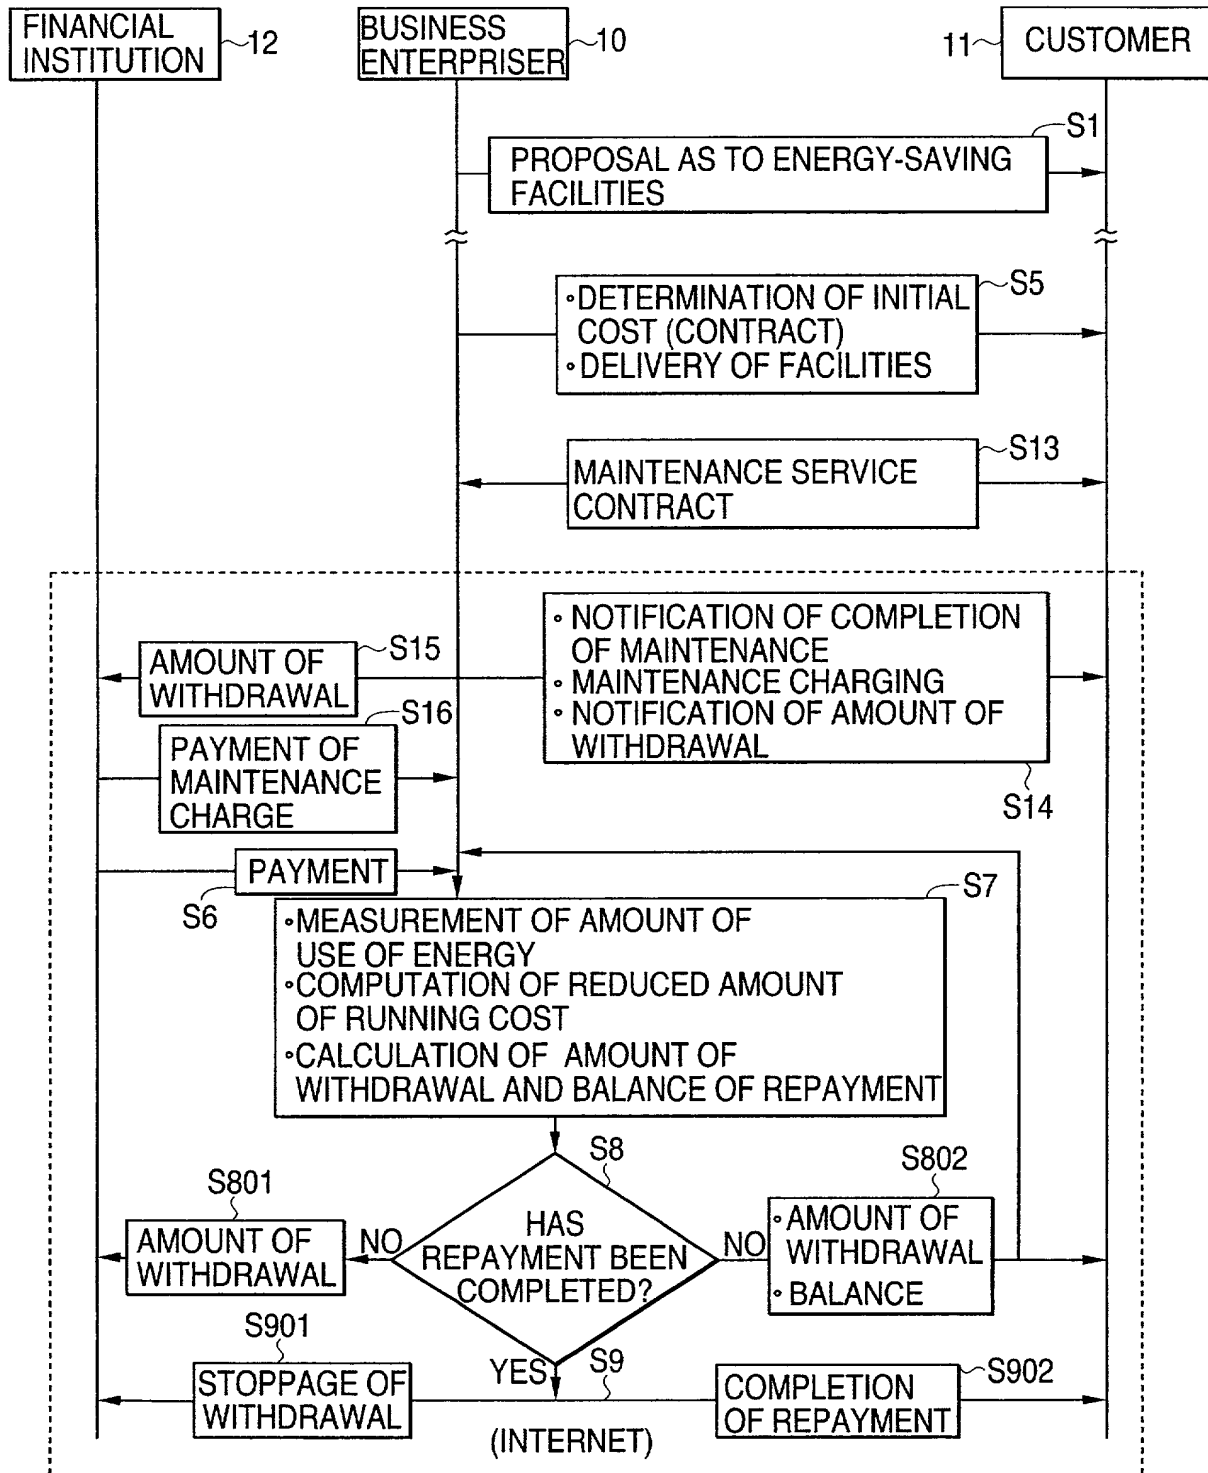 FINANCIAL
INSTITUTION
12
BUSINESS
ENTERPRISER
10
11
CUSTOMER
S1
PROPOSAL AS TO ENERGY-SAVING
FACILITIES
S5
•DETERMINATION OF INITIAL
COST (CONTRACT)
•DELIVERY OF FACILITIES
S13
MAINTENANCE SERVICE
CONTRACT
S15
AMOUNT OF
WITHDRAWAL
• NOTIFICATION OF COMPLETION
OF MAINTENANCE
• MAINTENANCE CHARGING
• NOTIFICATION OF AMOUNT OF
WITHDRAWAL
S14
S16
PAYMENT OF
MAINTENANCE
CHARGE
PAYMENT
S6
S7
•MEASUREMENT OF AMOUNT OF
USE OF ENERGY
•COMPUTATION OF REDUCED AMOUNT
OF RUNNING COST
•CALCULATION OF AMOUNT OF
WITHDRAWAL AND BALANCE OF REPAYMENT
S8
HAS
REPAYMENT BEEN
COMPLETED?
S801
AMOUNT OF
WITHDRAWAL
NO
NO
S802
• AMOUNT OF
WITHDRAWAL
• BALANCE
YES
S9
S901
STOPPAGE OF
WITHDRAWAL
S902
COMPLETION
OF REPAYMENT
(INTERNET)